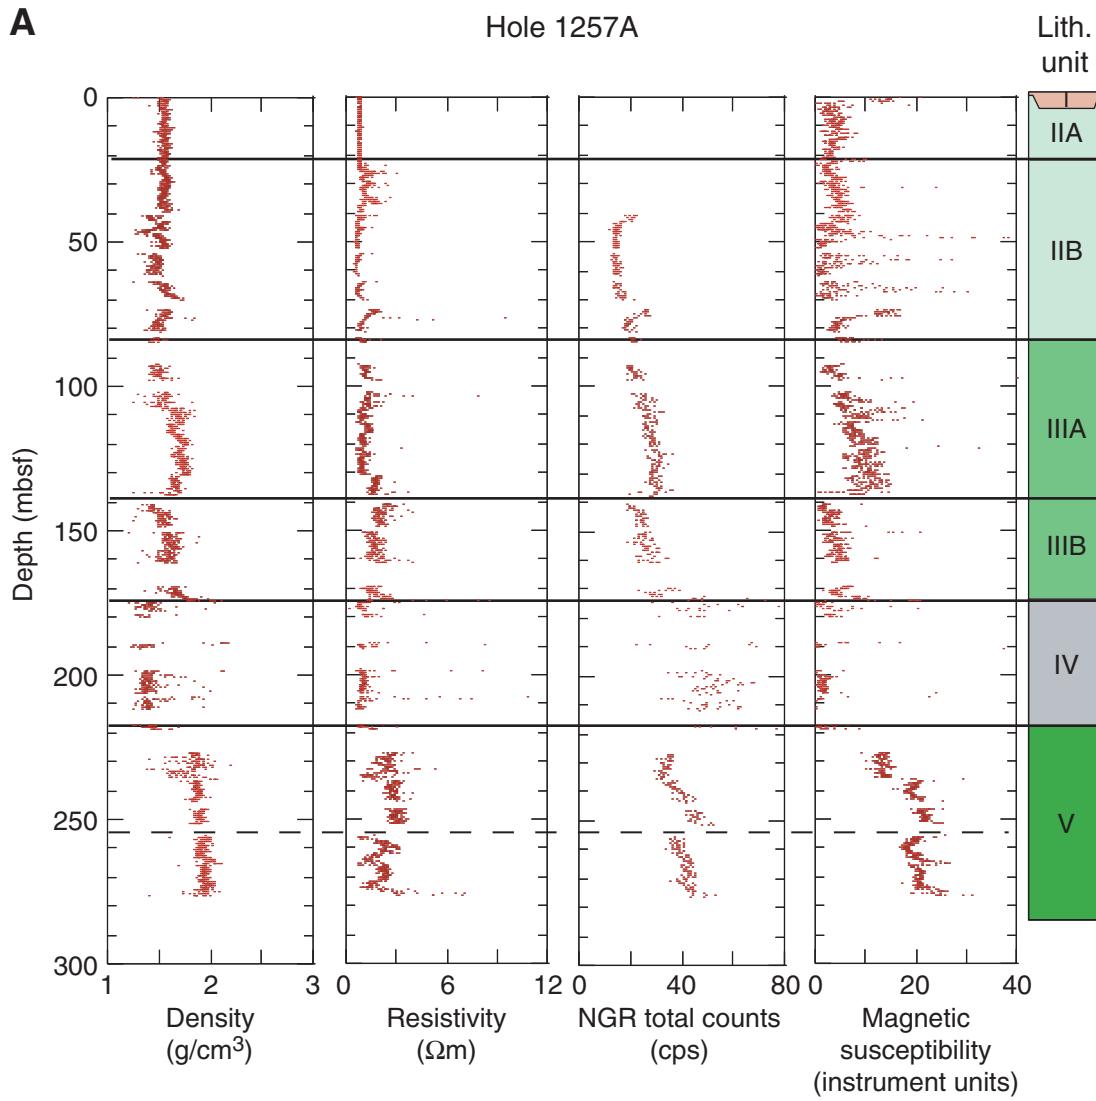 A
Hole 1257A
Lith.
unit
0
50
100
150
200
250
300
Depth (mbsf)
1
2
3
Density
(g/cm³)
0
6
12
Resistivity
(Ωm)
0
40
80
NGR total counts
(cps)
0
20
40
Magnetic
susceptibility
(instrument units)
I
IIA
IIB
IIIA
IIIB
IV
V